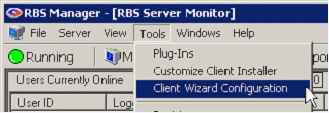 RBS Manager - [RBS Server Monitor]
File Server View Tools Windows Help
Running
Plug-Ins
Customize Client Installer
Users Currently Online
Client Wizard Configuration
User ID